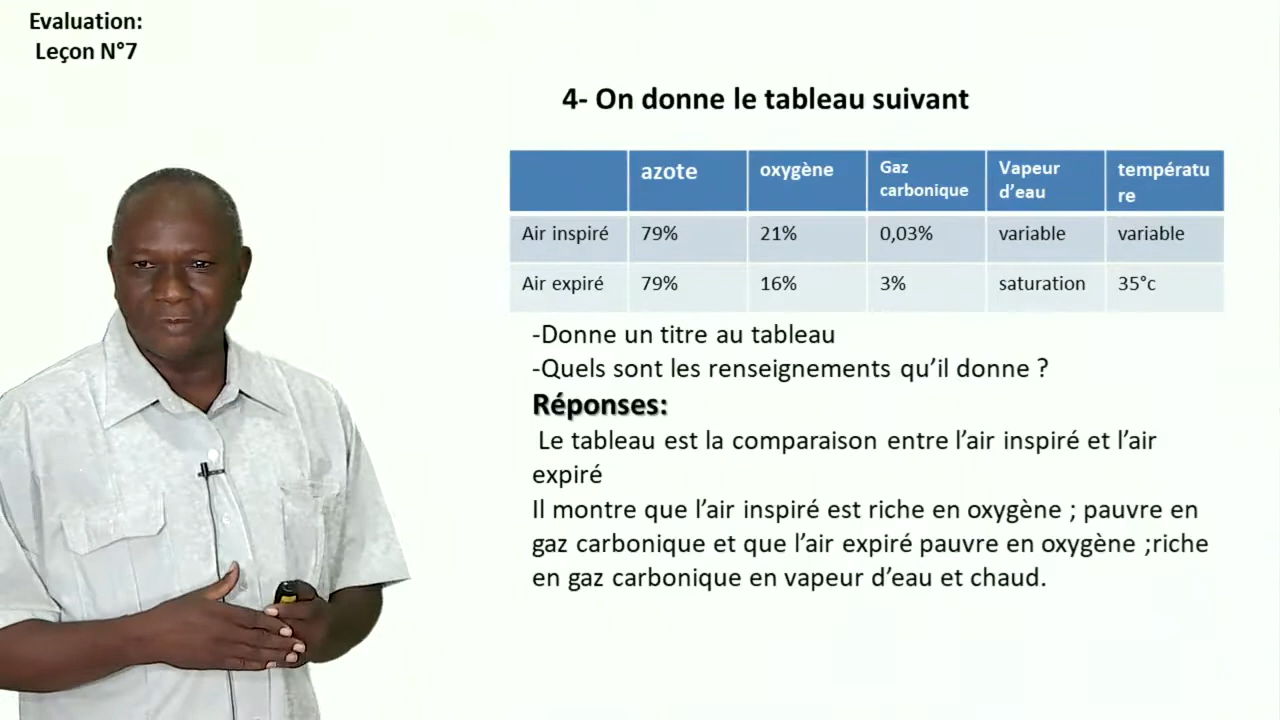 Evaluation:
Leçon N°7
4- On donne le tableau suivant
azote oxygène Gaz carbonique Vapeur d’eau températu re
Air inspiré 79% 21% 0,03% variable variable
Air expiré 79% 16% 3% saturation 35°c
-Donne un titre au tableau
-Quels sont les renseignements qu’il donne ?
Réponses:
Le tableau est la comparaison entre l’air inspiré et l’air
expiré
Il montre que l’air inspiré est riche en oxygène ; pauvre en
gaz carbonique et que l’air expiré pauvre en oxygène ;riche
en gaz carbonique en vapeur d’eau et chaud.